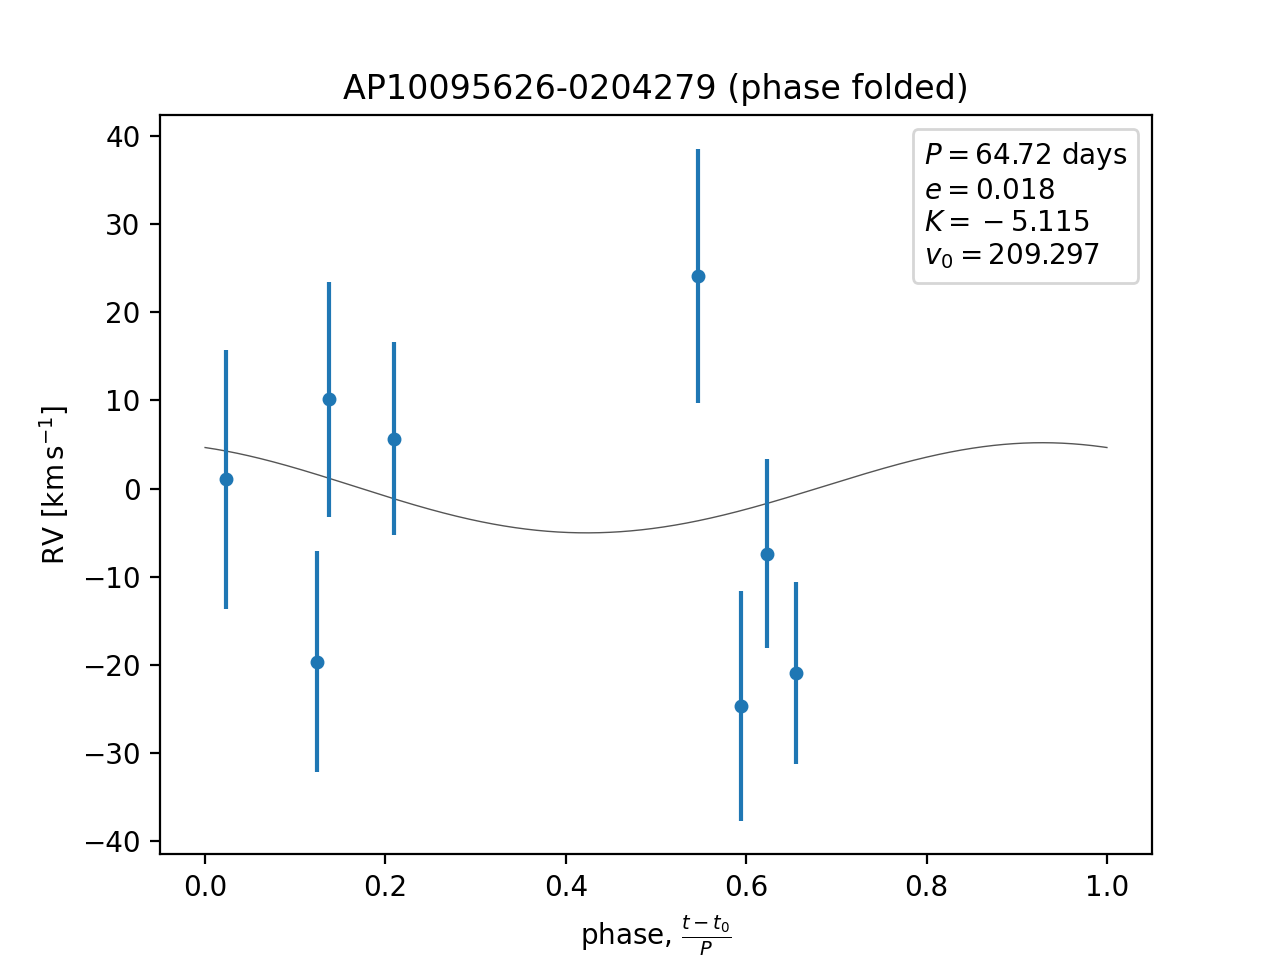 AP10095626-0204279 (phase folded)
P = 64.72 days
e = 0.018
K = −5.115
v₀ = 209.297
RV [km s⁻¹]
40
30
20
10
0
−10
−20
−30
−40
0.0 0.2 0.4 0.6 0.8 1.0
phase, (t − t₀)/P